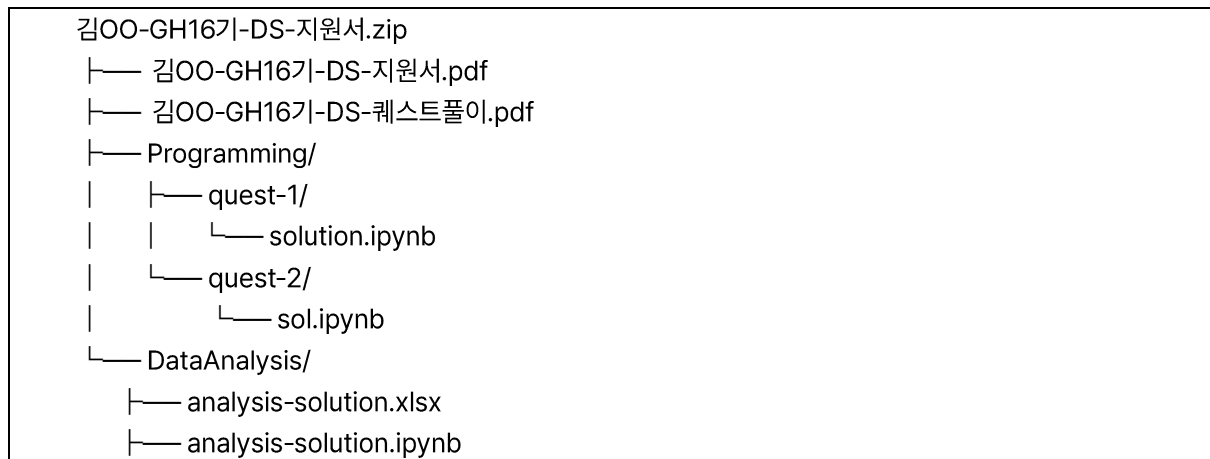 김OO-GH16기-DS-지원서.zip
├── 김OO-GH16기-DS-지원서.pdf
├── 김OO-GH16기-DS-퀘스트풀이.pdf
├── Programming/
│ ├── quest-1/
│ │ └── solution.ipynb
│ └── quest-2/
│ └── sol.ipynb
└── DataAnalysis/
├── analysis-solution.xlsx
├── analysis-solution.ipynb